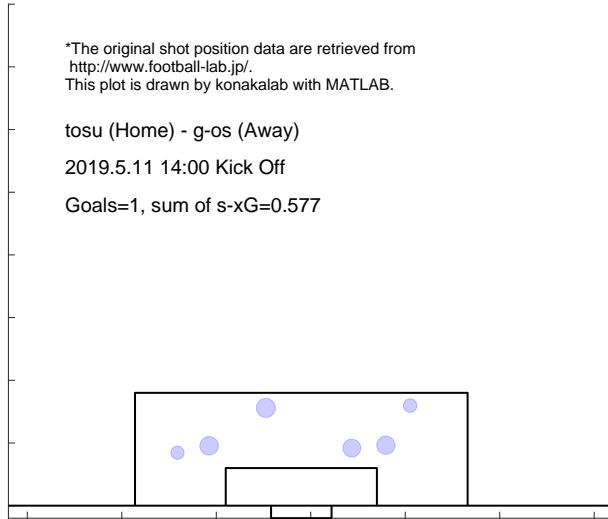 *The original shot position data are retrieved from
http://www.football-lab.jp/.
This plot is drawn by konakalab with MATLAB.
tosu (Home) - g-os (Away)
2019.5.11 14:00 Kick Off
Goals=1, sum of s-xG=0.577